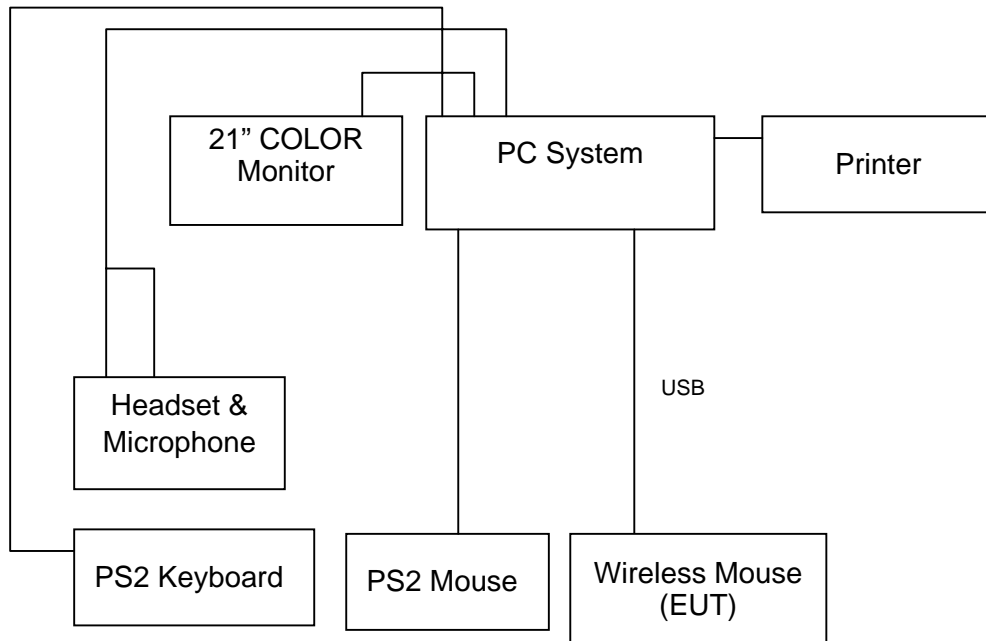 21” COLOR
Monitor
PC System
Printer
USB
Headset &
Microphone
PS2 Keyboard
PS2 Mouse
Wireless Mouse
(EUT)